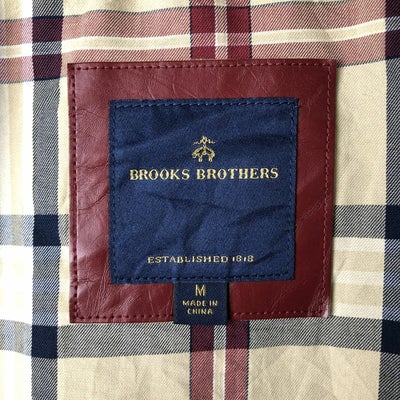 BROOKS BROTHERS
ESTABLISHED 1818
M
MADE IN
CHINA